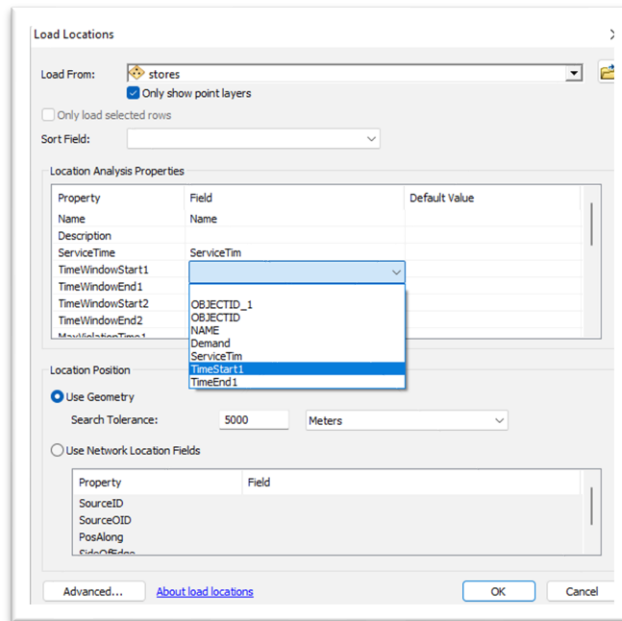 Load Locations
Load From: stores
Only show point layers
Only load selected rows
Sort Field:
Location Analysis Properties
Property Field Default Value
Name Name
Description
ServiceTime ServiceTim
TimeWindowStart1
TimeWindowEnd1
TimeWindowStart2
TimeWindowEnd2
MaxViolationTime1
OBJECTID_1
OBJECTID
NAME
Demand
ServiceTim
TimeStart1
TimeEnd1
Location Position
Use Geometry
Search Tolerance: 5000 Meters
Use Network Location Fields
Property Field
SourceID
SourceOID
PosAlong
SideOfEdge
Advanced... About load locations OK Cancel